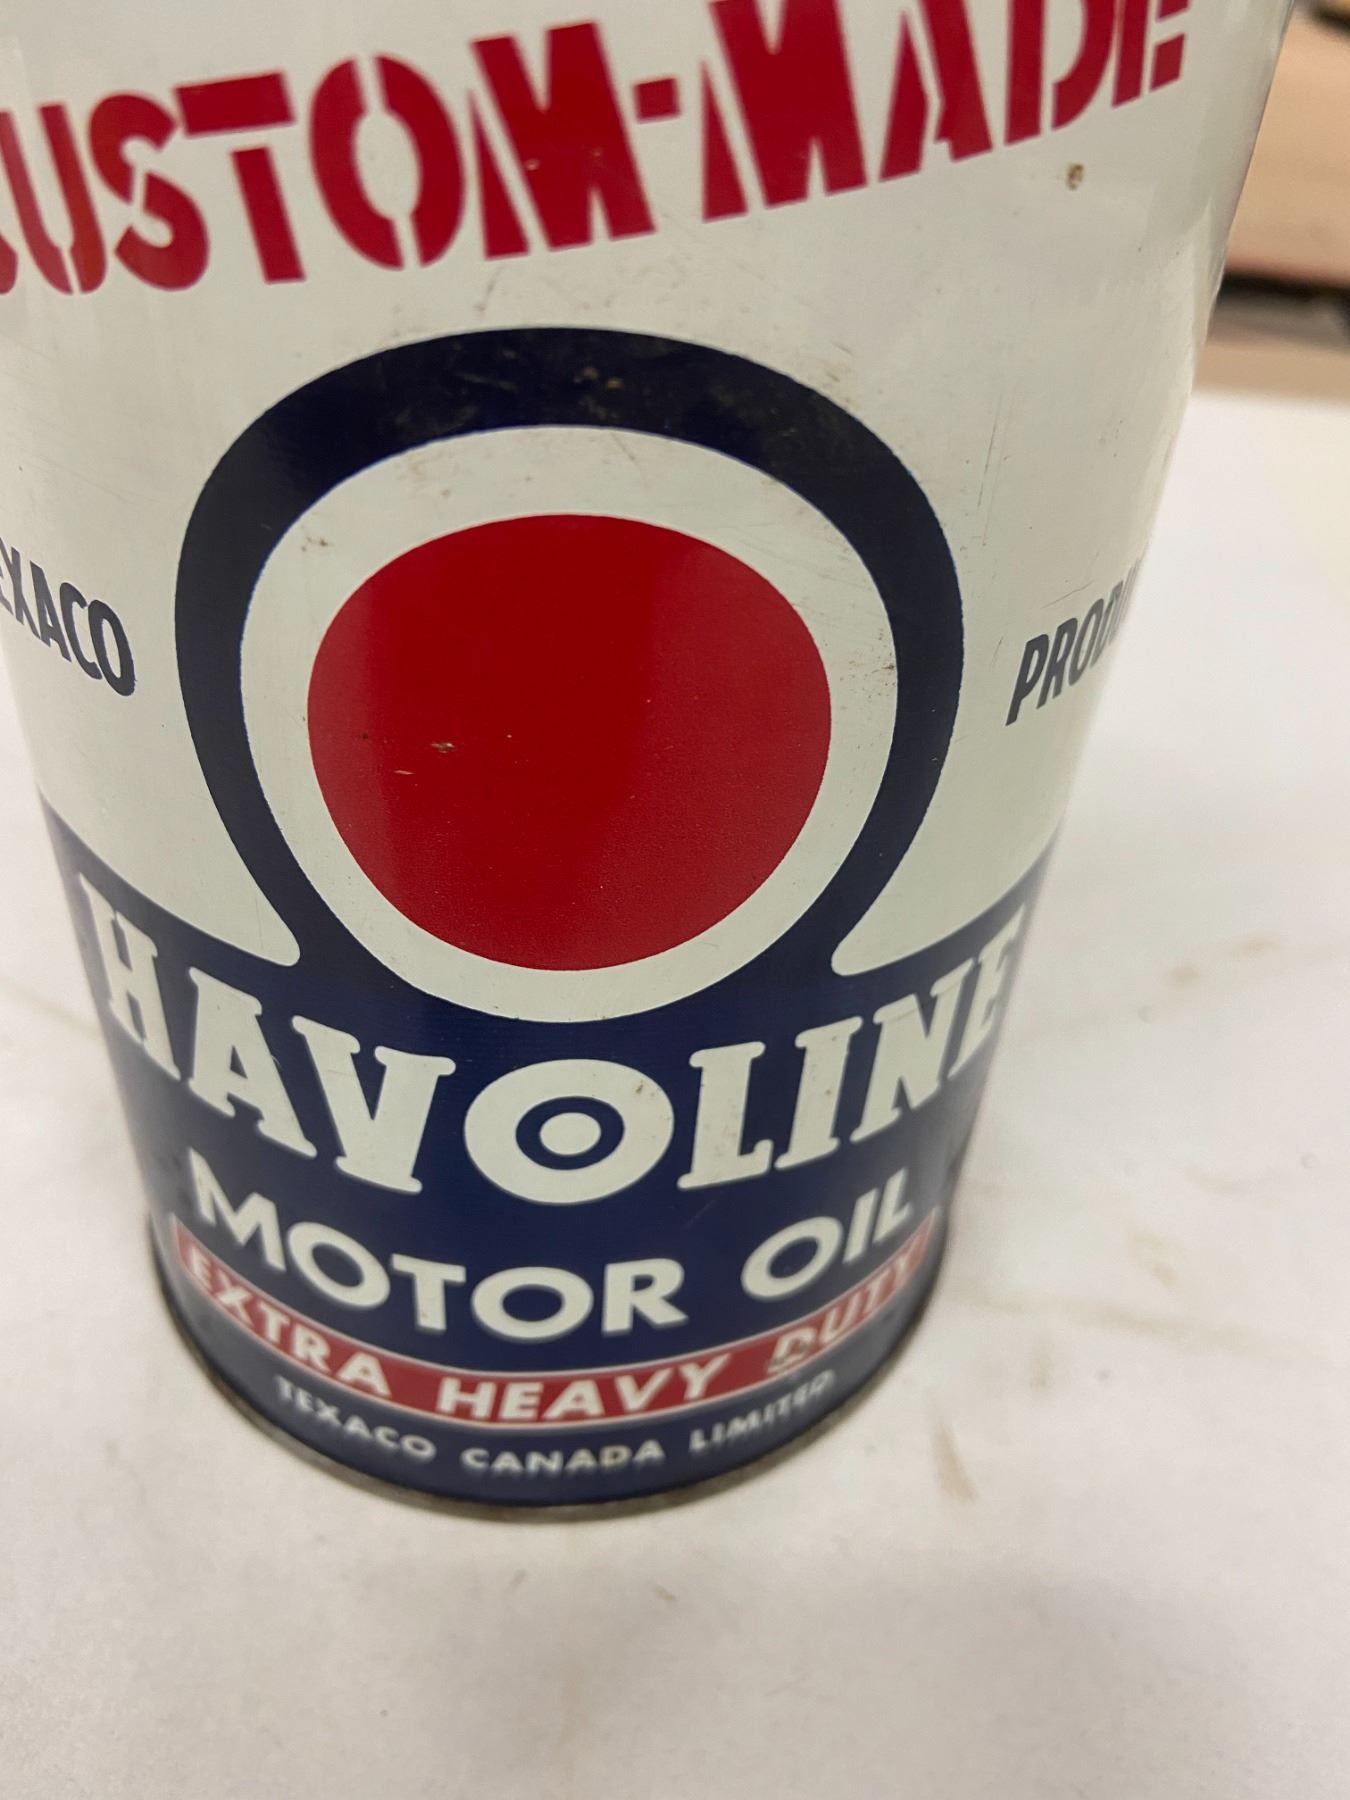 CUSTOM-MADE
TEXACO
HAVOLINE
MOTOR OIL
EXTRA HEAVY DUTY
TEXACO CANADA LIMITED